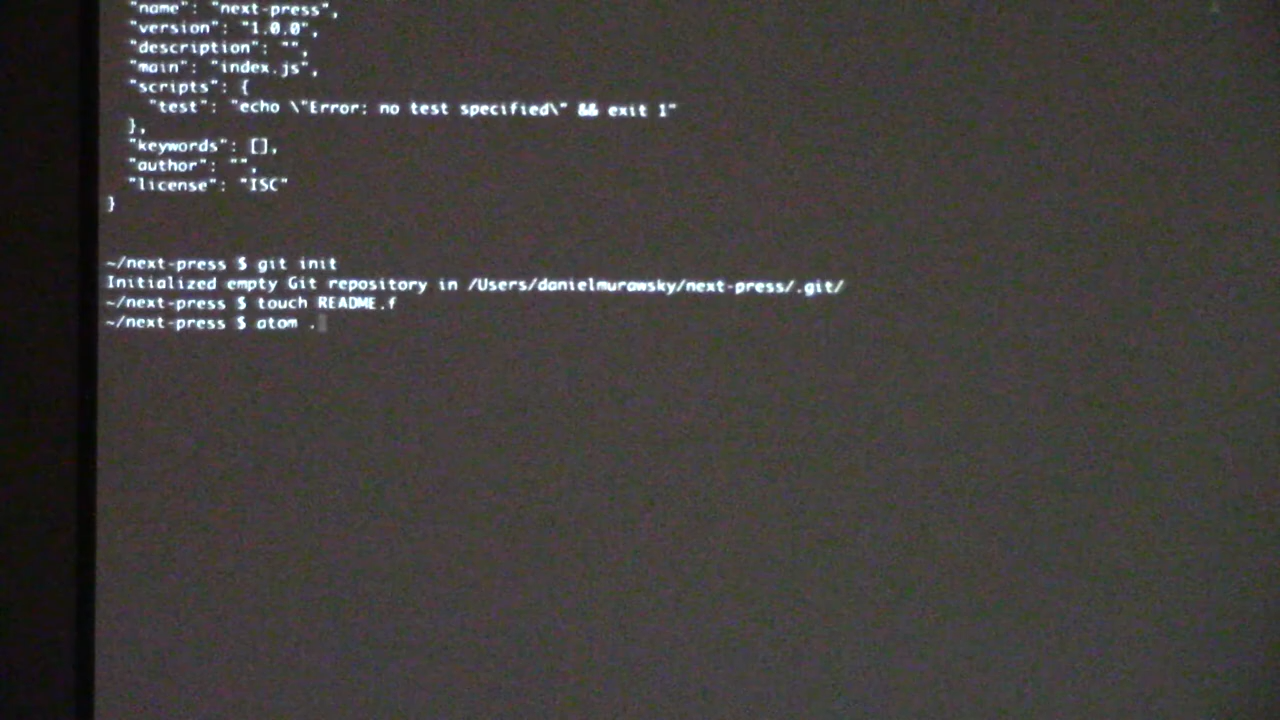 "name": "next-press",
"version": "1.0.0",
"description": "",
"main": "index.js",
"scripts": {
"test": "echo \"Error: no test specified\" && exit 1"
},
"keywords": [],
"author": "",
"license": "ISC"
}
~/next-press $ git init
Initialized empty Git repository in /Users/danielmurawsky/next-press/.git/
~/next-press $ touch README.f
~/next-press $ atom .